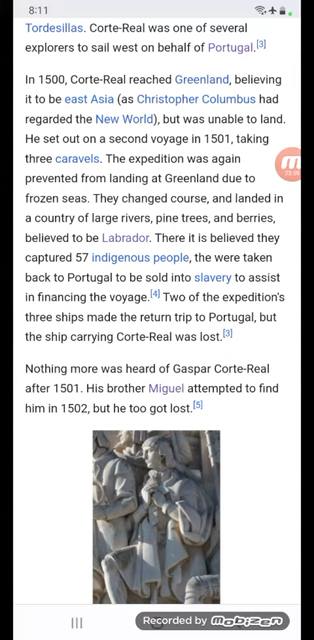 8:11
Tordesillas. Corte-Real was one of several
explorers to sail west on behalf of Portugal.[3]
In 1500, Corte-Real reached Greenland, believing
it to be east Asia (as Christopher Columbus had
regarded the New World), but was unable to land.
He set out on a second voyage in 1501, taking
three caravels. The expedition was again
prevented from landing at Greenland due to
frozen seas. They changed course, and landed in
a country of large rivers, pine trees, and berries,
believed to be Labrador. There it is believed they
captured 57 indigenous people, the were taken
back to Portugal to be sold into slavery to assist
in financing the voyage.[4] Two of the expedition's
three ships made the return trip to Portugal, but
the ship carrying Corte-Real was lost.[3]
Nothing more was heard of Gaspar Corte-Real
after 1501. His brother Miguel attempted to find
him in 1502, but he too got lost.[5]
Recorded by mobizen